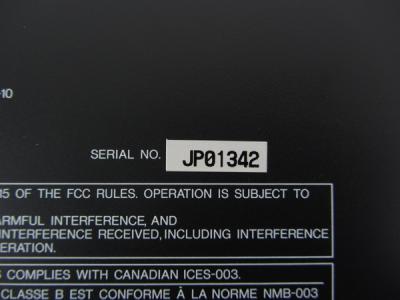 -10
SERIAL NO. JP01342
15 OF THE FCC RULES. OPERATION IS SUBJECT TO
ARMFUL INTERFERENCE, AND
INTERFERENCE RECEIVED, INCLUDING INTERFERENCE
ERATION.
COMPLIES WITH CANADIAN ICES-003.
CLASSE B EST CONFORME À LA NORME NMB-003